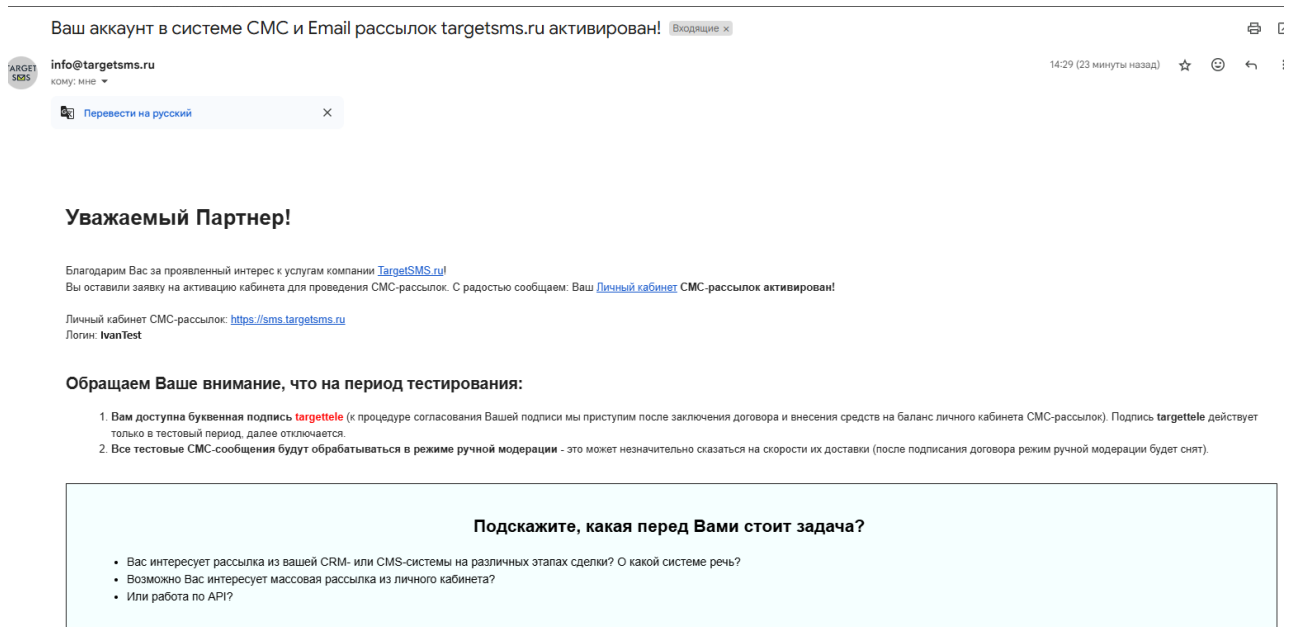 Ваш аккаунт в системе СМС и Email рассылок targetsms.ru активирован! Входящие ×
TARGET SMS
info@targetsms.ru 14:29 (23 минуты назад)
кому: мне
Перевести на русский
Уважаемый Партнер!
Благодарим Вас за проявленный интерес к услугам компании TargetSMS.ru!
Вы оставили заявку на активацию кабинета для проведения СМС-рассылок. С радостью сообщаем: Ваш Личный кабинет СМС-рассылок активирован!
Личный кабинет СМС-рассылок: https://sms.targetsms.ru
Логин: IvanTest
Обращаем Ваше внимание, что на период тестирования:
1. Вам доступна буквенная подпись targettele (к процедуре согласования Вашей подписи мы приступим после заключения договора и внесения средств на баланс личного кабинета СМС-рассылок). Подпись targettele действует
только в тестовый период, далее отключается.
2. Все тестовые СМС-сообщения будут обрабатываться в режиме ручной модерации - это может незначительно сказаться на скорости их доставки (после подписания договора режим ручной модерации будет снят).
Подскажите, какая перед Вами стоит задача?
• Вас интересует рассылка из вашей CRM- или CMS-системы на различных этапах сделки? О какой системе речь?
• Возможно Вас интересует массовая рассылка из личного кабинета?
• Или работа по API?